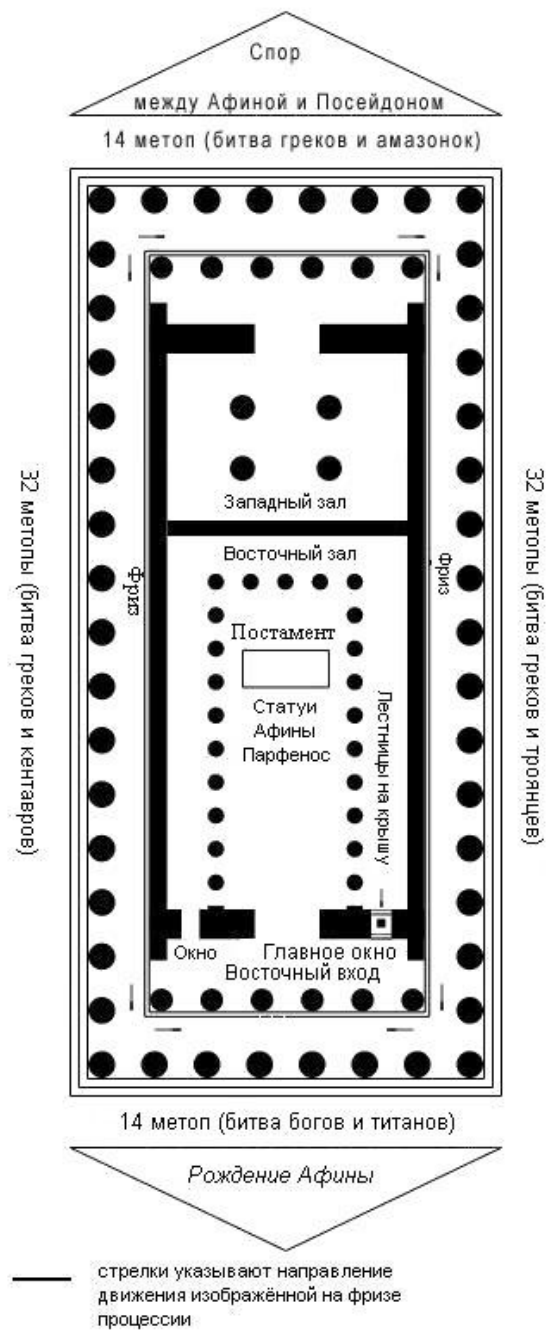 Спор
между Афиной и Посейдоном
14 метоп (битва греков и амазонок)
32 метопы (битва греков и кентавров)
32 метопы (битва греков и троянцев)
Западный зал
Восточный зал
Фриз
Фриз
Постамент
Статуи
Афины
Парфенос
Лестницы на крышу
Окно
Главное окно
Восточный вход
14 метоп (битва богов и титанов)
Рождение Афины
стрелки указывают направление
движения изображённой на фризе
процессии